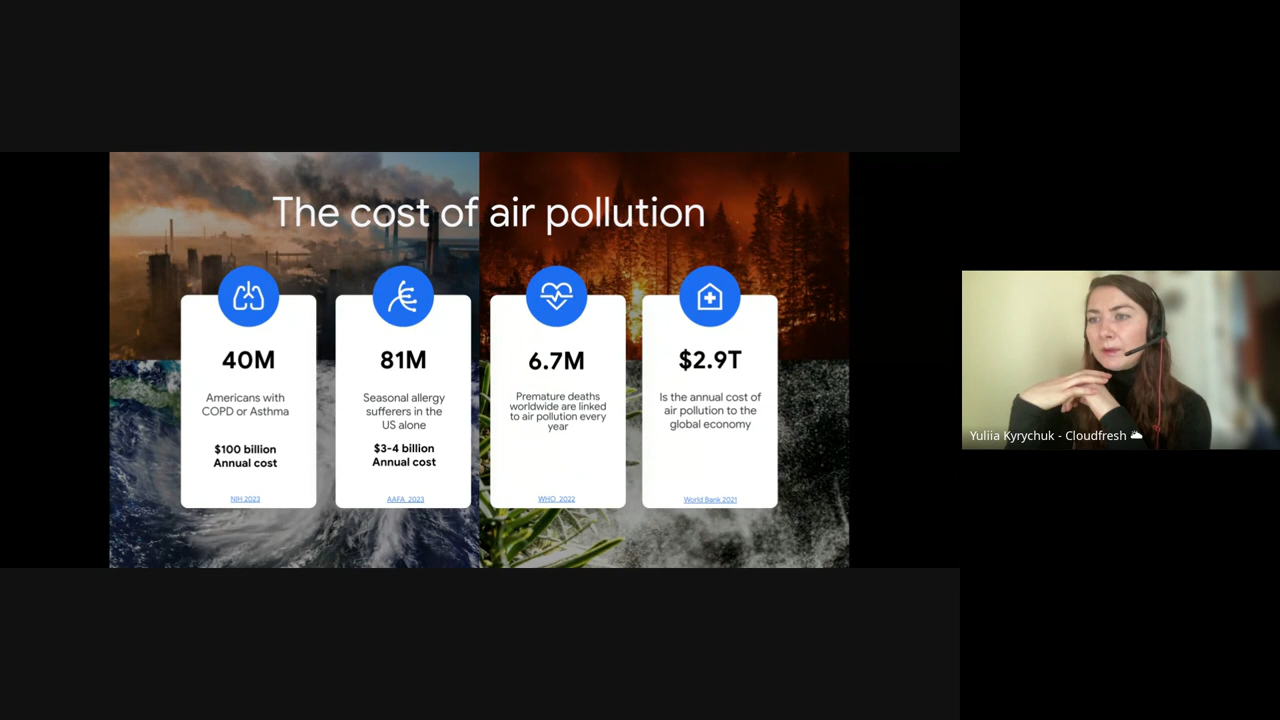 The cost of air pollution
40M
Americans with
COPD or Asthma
$100 billion
Annual cost
NIH 2023
81M
Seasonal allergy
sufferers in the
US alone
$3-4 billion
Annual cost
AAFA 2023
6.7M
Premature deaths
worldwide are linked
to air pollution every
year
WHO 2022
$2.9T
Is the annual cost of
air pollution to the
global economy
World Bank 2021
Yuliia Kyrychuk - Cloudfresh 🌥